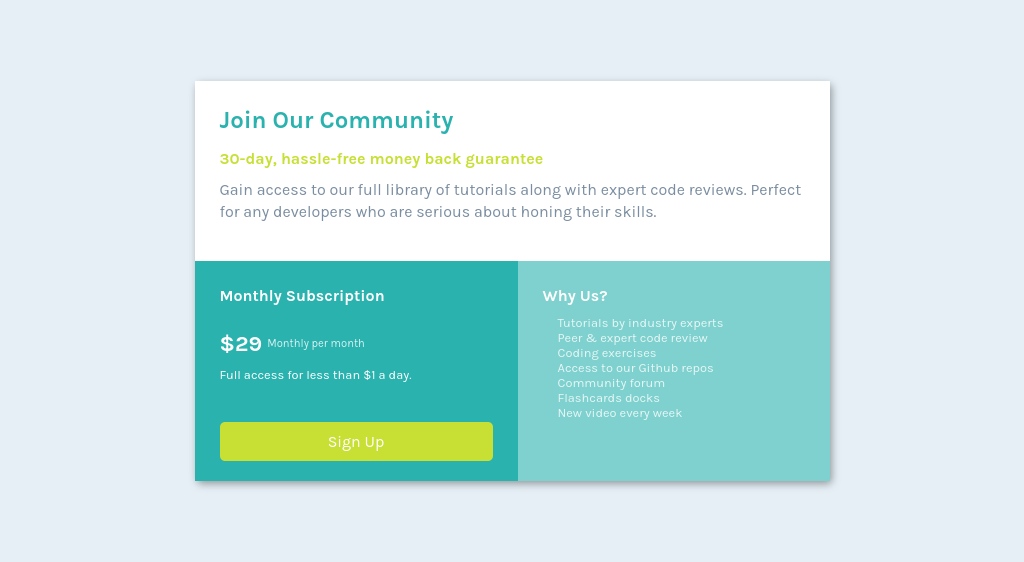 Join Our Community
30-day, hassle-free money back guarantee
Gain access to our full library of tutorials along with expert code reviews. Perfect
for any developers who are serious about honing their skills.
Monthly Subscription
$29 Monthly per month
Full access for less than $1 a day.
Sign Up
Why Us?
Tutorials by industry experts
Peer & expert code review
Coding exercises
Access to our Github repos
Community forum
Flashcards docks
New video every week